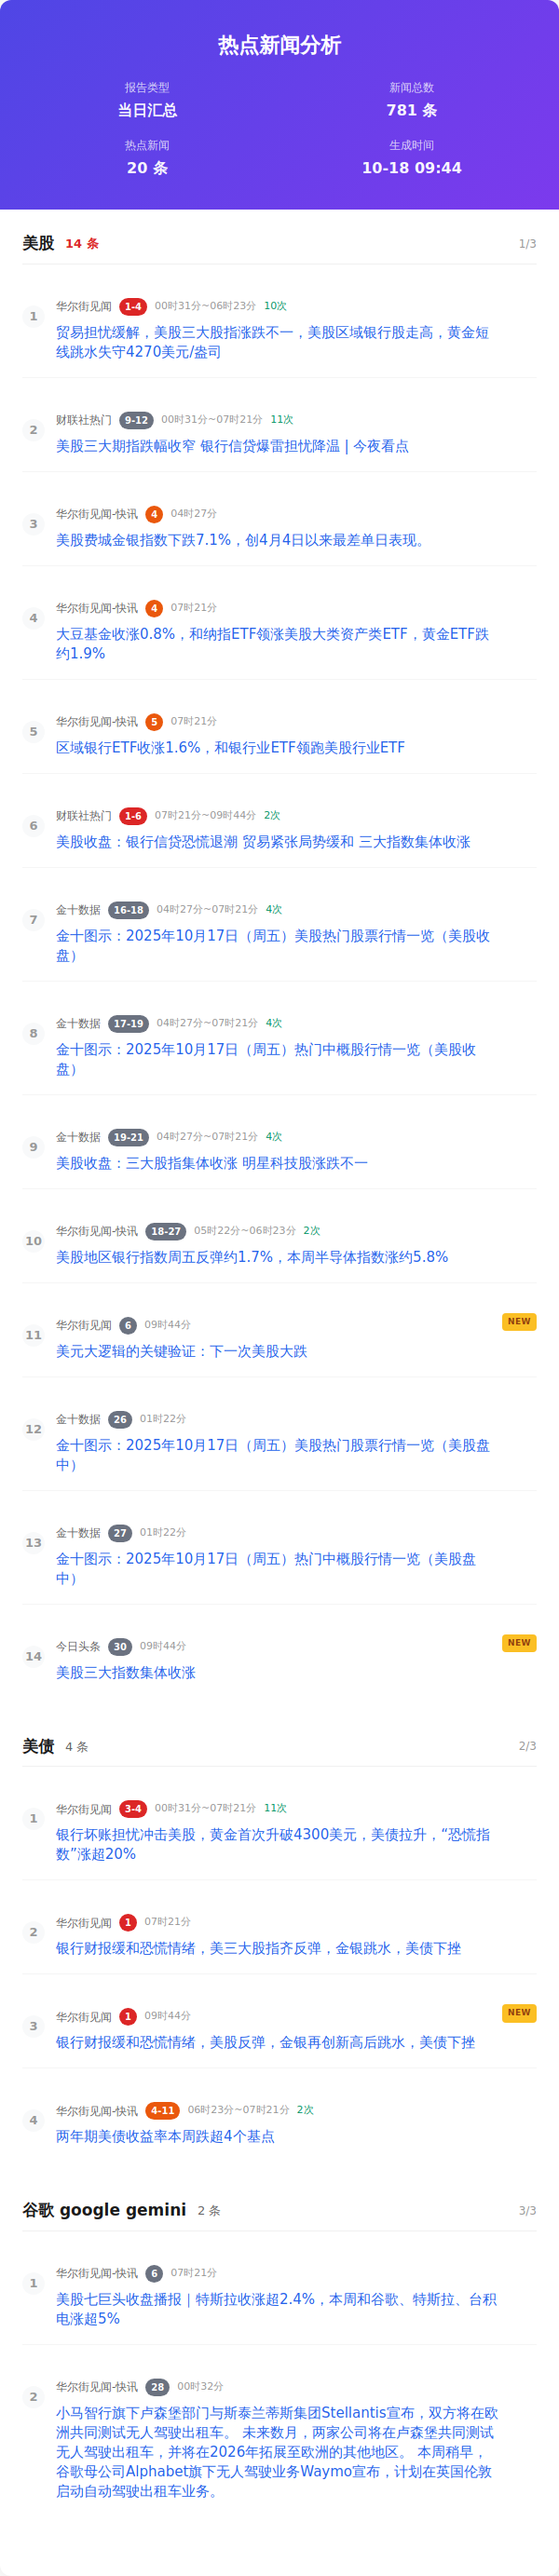 热点新闻分析
报告类型
当日汇总
新闻总数
781 条
热点新闻
20 条
生成时间
10-18 09:44
美股 14 条 1/3
1
华尔街见闻 1-4 00时31分~06时23分 10次
贸易担忧缓解，美股三大股指涨跌不一，美股区域银行股走高，黄金短
线跳水失守4270美元/盎司
2
财联社热门 9-12 00时31分~07时21分 11次
美股三大期指跌幅收窄 银行信贷爆雷担忧降温 | 今夜看点
3
华尔街见闻-快讯 4 04时27分
美股费城金银指数下跌7.1%，创4月4日以来最差单日表现。
4
华尔街见闻-快讯 4 07时21分
大豆基金收涨0.8%，和纳指ETF领涨美股大类资产类ETF，黄金ETF跌
约1.9%
5
华尔街见闻-快讯 5 07时21分
区域银行ETF收涨1.6%，和银行业ETF领跑美股行业ETF
6
财联社热门 1-6 07时21分~09时44分 2次
美股收盘：银行信贷恐慌退潮 贸易紧张局势缓和 三大指数集体收涨
7
金十数据 16-18 04时27分~07时21分 4次
金十图示：2025年10月17日（周五）美股热门股票行情一览（美股收
盘）
8
金十数据 17-19 04时27分~07时21分 4次
金十图示：2025年10月17日（周五）热门中概股行情一览（美股收
盘）
9
金十数据 19-21 04时27分~07时21分 4次
美股收盘：三大股指集体收涨 明星科技股涨跌不一
10
华尔街见闻-快讯 18-27 05时22分~06时23分 2次
美股地区银行指数周五反弹约1.7%，本周半导体指数涨约5.8%
11
华尔街见闻 6 09时44分 NEW
美元大逻辑的关键验证：下一次美股大跌
12
金十数据 26 01时22分
金十图示：2025年10月17日（周五）美股热门股票行情一览（美股盘
中）
13
金十数据 27 01时22分
金十图示：2025年10月17日（周五）热门中概股行情一览（美股盘
中）
14
今日头条 30 09时44分 NEW
美股三大指数集体收涨
美债 4 条 2/3
1
华尔街见闻 3-4 00时31分~07时21分 11次
银行坏账担忧冲击美股，黄金首次升破4300美元，美债拉升，“恐慌指
数”涨超20%
2
华尔街见闻 1 07时21分
银行财报缓和恐慌情绪，美三大股指齐反弹，金银跳水，美债下挫
3
华尔街见闻 1 09时44分 NEW
银行财报缓和恐慌情绪，美股反弹，金银再创新高后跳水，美债下挫
4
华尔街见闻-快讯 4-11 06时23分~07时21分 2次
两年期美债收益率本周跌超4个基点
谷歌 google gemini 2 条 3/3
1
华尔街见闻-快讯 6 07时21分
美股七巨头收盘播报｜特斯拉收涨超2.4%，本周和谷歌、特斯拉、台积
电涨超5%
2
华尔街见闻-快讯 28 00时32分
小马智行旗下卢森堡部门与斯泰兰蒂斯集团Stellantis宣布，双方将在欧
洲共同测试无人驾驶出租车。 未来数月，两家公司将在卢森堡共同测试
无人驾驶出租车，并将在2026年拓展至欧洲的其他地区。 本周稍早，
谷歌母公司Alphabet旗下无人驾驶业务Waymo宣布，计划在英国伦敦
启动自动驾驶出租车业务。